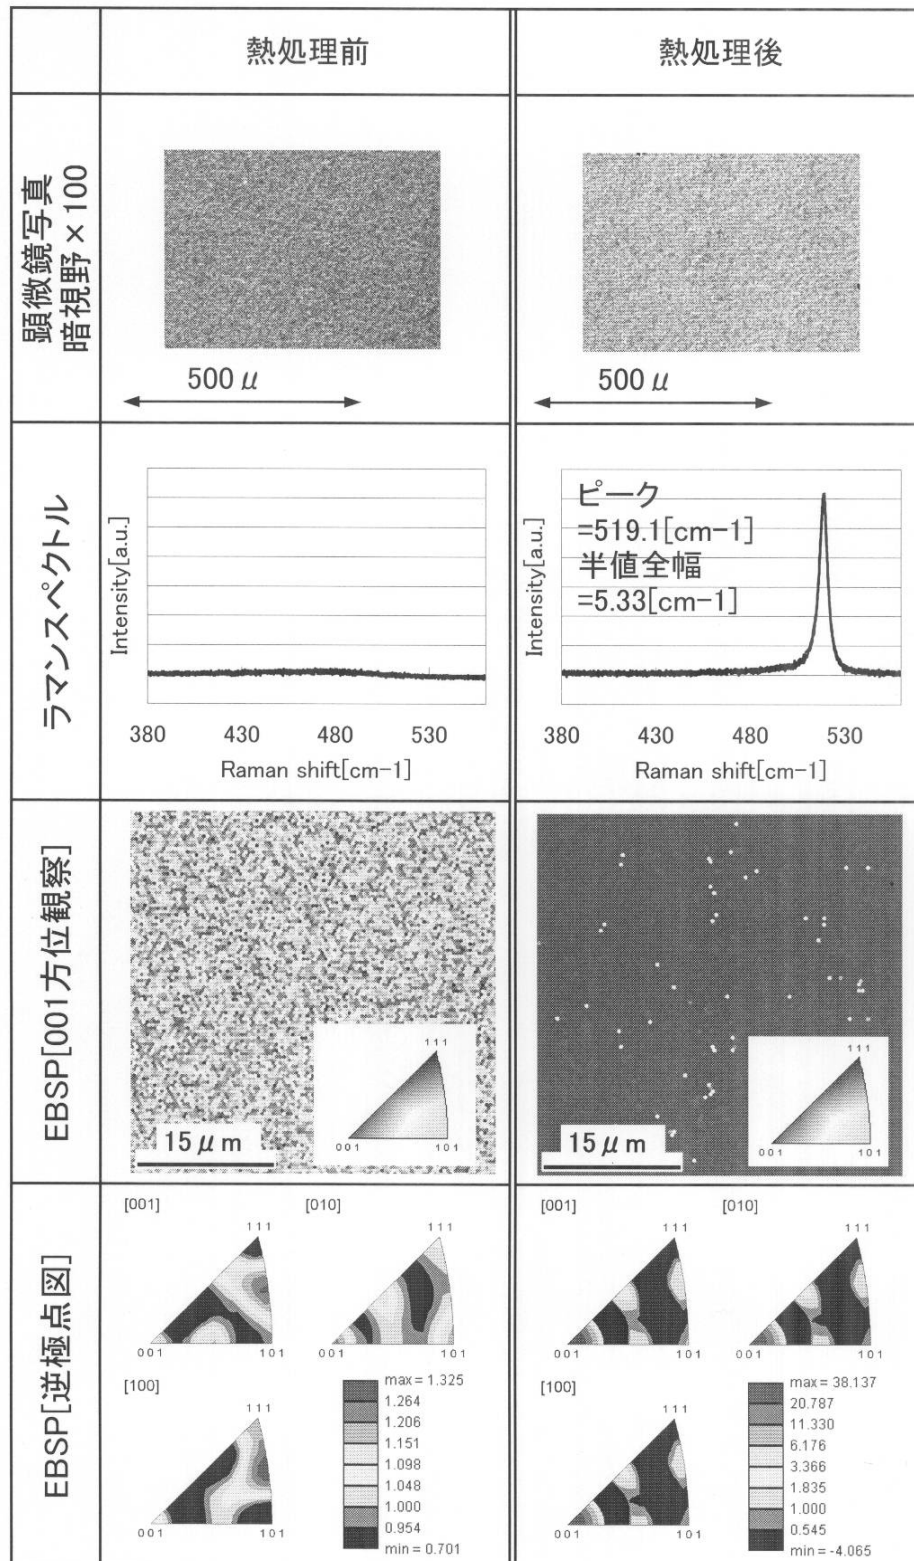 熱処理前
熱処理後
顕微鏡写真
暗視野×100
500μ
500μ
ラマンスペクトル
Intensity[a.u.]
380 430 480 530
Raman shift[cm-1]
Intensity[a.u.]
ピーク
=519.1[cm-1]
半値全幅
=5.33[cm-1]
380 430 480 530
Raman shift[cm-1]
EBSP[001方位観察]
111
001 101
15μm
111
001 101
15μm
EBSP[逆極点図]
[001] [010]
111 111
001 101 001 101
[100]
111
001 101
max = 1.325
1.264
1.206
1.151
1.098
1.048
1.000
0.954
min = 0.701
[001] [010]
111 111
001 101 001 101
[100]
111
001 101
max = 38.137
20.787
11.330
6.176
3.366
1.835
1.000
0.545
min = -4.065